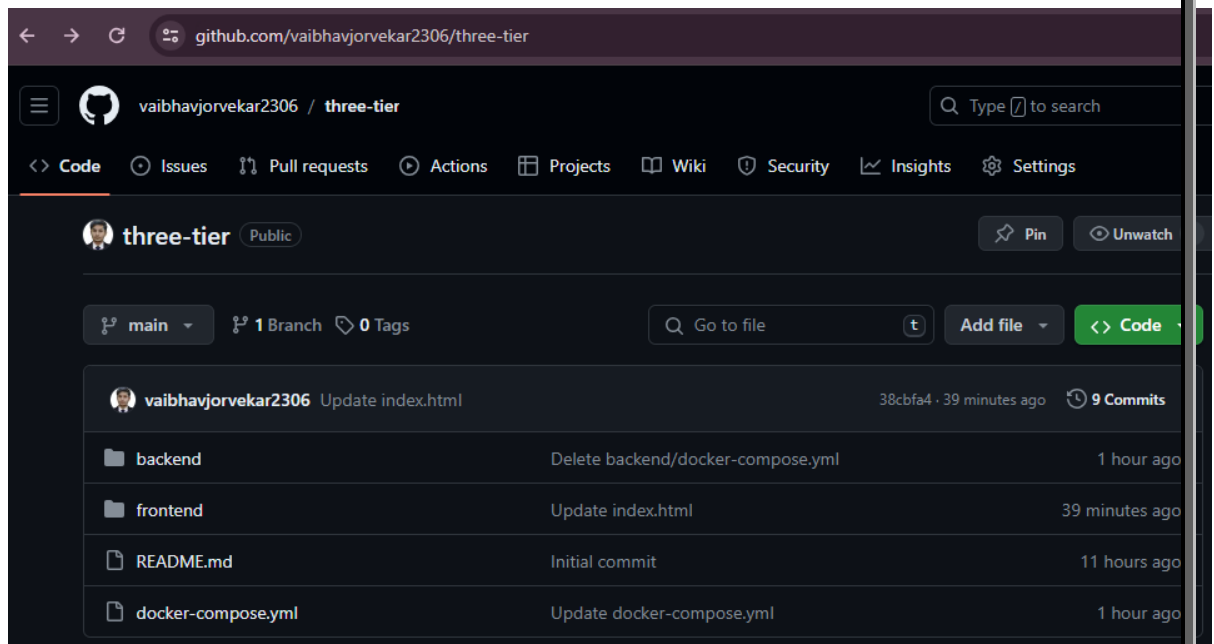 github.com/vaibhavjorvekar2306/three-tier
vaibhavjorvekar2306 / three-tier
Type / to search
<> Code Issues Pull requests Actions Projects Wiki Security Insights Settings
three-tier Public Pin Unwatch
main 1 Branch 0 Tags Go to file t Add file <> Code
vaibhavjorvekar2306 Update index.html 38cbfa4 · 39 minutes ago 9 Commits
backend Delete backend/docker-compose.yml 1 hour ago
frontend Update index.html 39 minutes ago
README.md Initial commit 11 hours ago
docker-compose.yml Update docker-compose.yml 1 hour ago